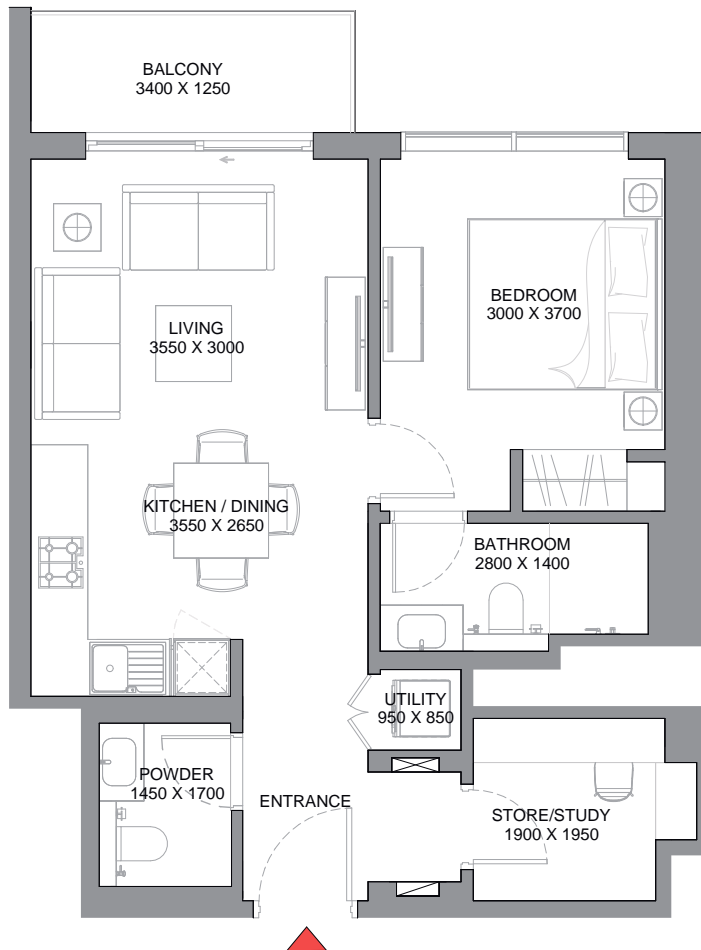 BALCONY
3400 X 1250
BEDROOM
3000 X 3700
LIVING
3550 X 3000
KITCHEN / DINING
3550 X 2650
BATHROOM
2800 X 1400
UTILITY
950 X 850
POWDER
1450 X 1700
ENTRANCE
STORE/STUDY
1900 X 1950